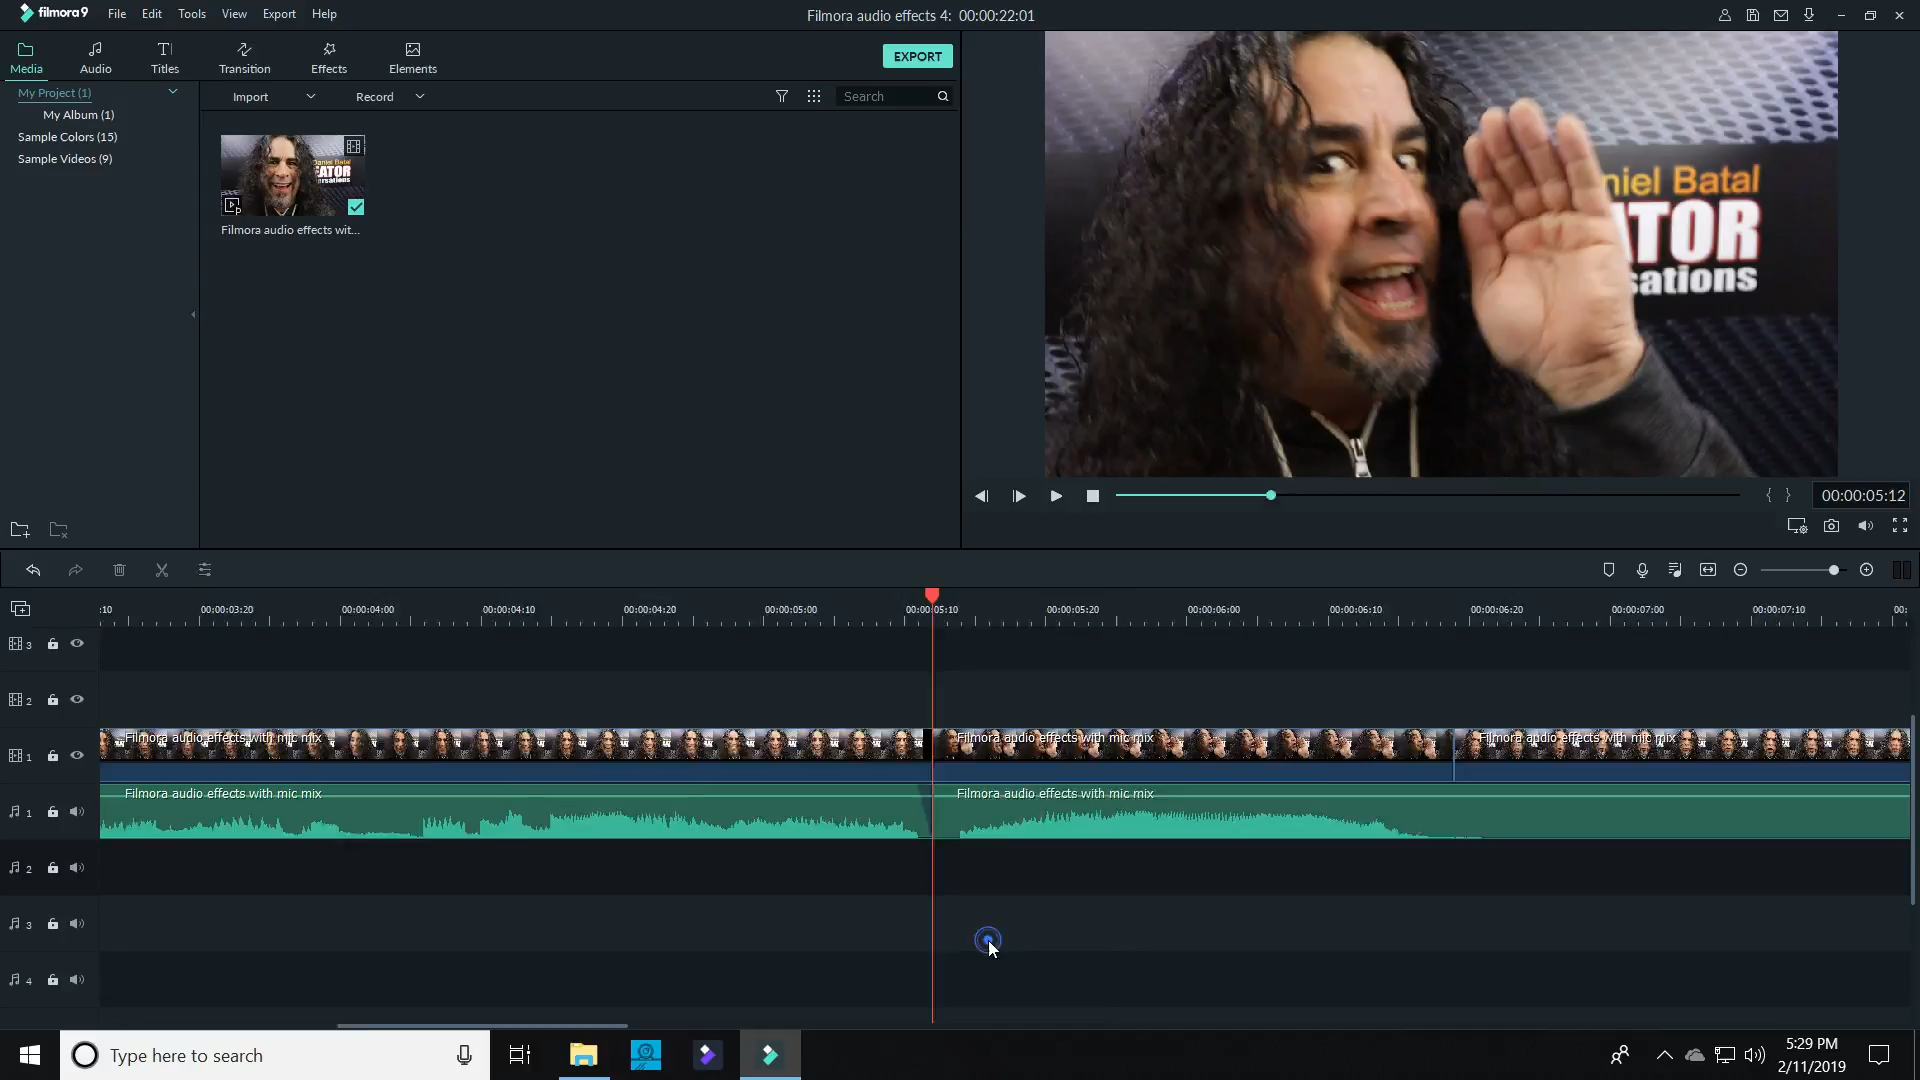 filmora9 File Edit Tools View Export Help
Filmora audio effects 4: 00:00:22:01
Media Audio Titles Transition Effects Elements
EXPORT
My Project (1)
My Album (1)
Sample Colors (15)
Sample Videos (9)
Import Record
Search
Daniel Batal
EATOR
rsations
Filmora audio effects wit...
niel Batal
ATOR
sations
{ } 00:00:05:12
:10 00:00:03:20 00:00:04:00 00:00:04:10 00:00:04:20 00:00:05:00 00:00:05:10 00:00:05:20 00:00:06:00 00:00:06:10 00:00:06:20 00:00:07:00 00:00:07:10 00:
3
2
1
Filmora audio effects with mic mix Filmora audio effects with mic mix Filmora audio effects with mic mix
1
Filmora audio effects with mic mix Filmora audio effects with mic mix
2
3
4
Type here to search
5:29 PM
2/11/2019